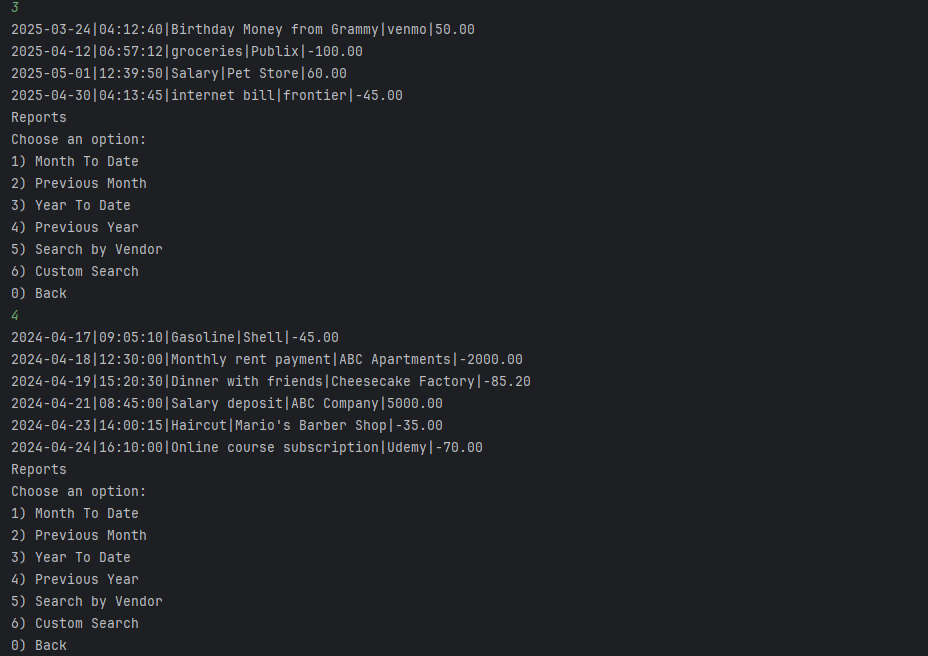 3
2025-03-24|04:12:40|Birthday Money from Grammy|venmo|50.00
2025-04-12|06:57:12|groceries|Publix|-100.00
2025-05-01|12:39:50|Salary|Pet Store|60.00
2025-04-30|04:13:45|internet bill|frontier|-45.00
Reports
Choose an option:
1) Month To Date
2) Previous Month
3) Year To Date
4) Previous Year
5) Search by Vendor
6) Custom Search
0) Back
4
2024-04-17|09:05:10|Gasoline|Shell|-45.00
2024-04-18|12:30:00|Monthly rent payment|ABC Apartments|-2000.00
2024-04-19|15:20:30|Dinner with friends|Cheesecake Factory|-85.20
2024-04-21|08:45:00|Salary deposit|ABC Company|5000.00
2024-04-23|14:00:15|Haircut|Mario's Barber Shop|-35.00
2024-04-24|16:10:00|Online course subscription|Udemy|-70.00
Reports
Choose an option:
1) Month To Date
2) Previous Month
3) Year To Date
4) Previous Year
5) Search by Vendor
6) Custom Search
0) Back